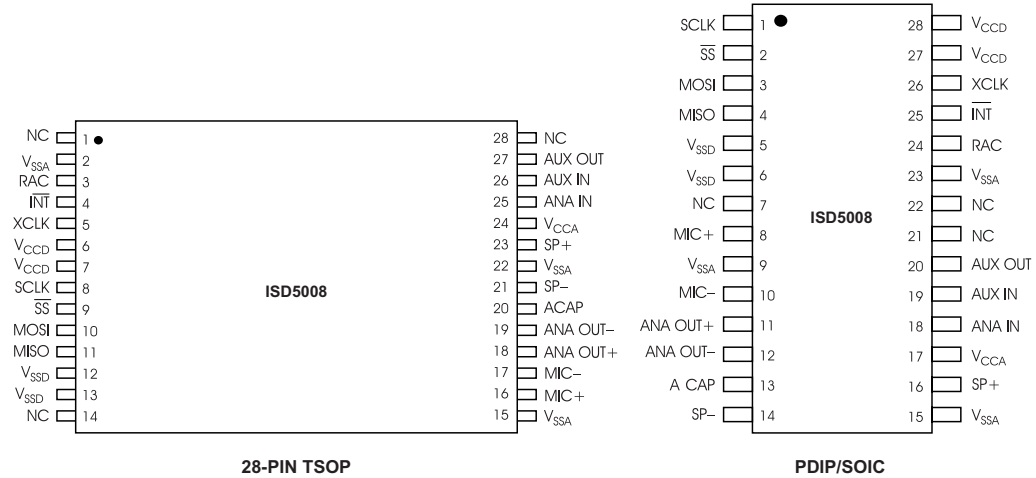 NC 1 28 NC
VSSA 2 27 AUX OUT
RAC 3 26 AUX IN
I̅N̅T̅ 4 25 ANA IN
XCLK 5 24 VCCA
VCCD 6 23 SP+
VCCD 7 22 VSSA
SCLK 8 21 SP–
S̅S̅ 9 20 ACAP
MOSI 10 19 ANA OUT–
MISO 11 18 ANA OUT+
VSSD 12 17 MIC–
VSSD 13 16 MIC+
NC 14 15 VSSA
ISD5008
28-PIN TSOP
SCLK 1 28 VCCD
S̅S̅ 2 27 VCCD
MOSI 3 26 XCLK
MISO 4 25 I̅N̅T̅
VSSD 5 24 RAC
VSSD 6 23 VSSA
NC 7 22 NC
MIC+ 8 21 NC
VSSA 9 20 AUX OUT
MIC– 10 19 AUX IN
ANA OUT+ 11 18 ANA IN
ANA OUT– 12 17 VCCA
A CAP 13 16 SP+
SP– 14 15 VSSA
ISD5008
PDIP/SOIC